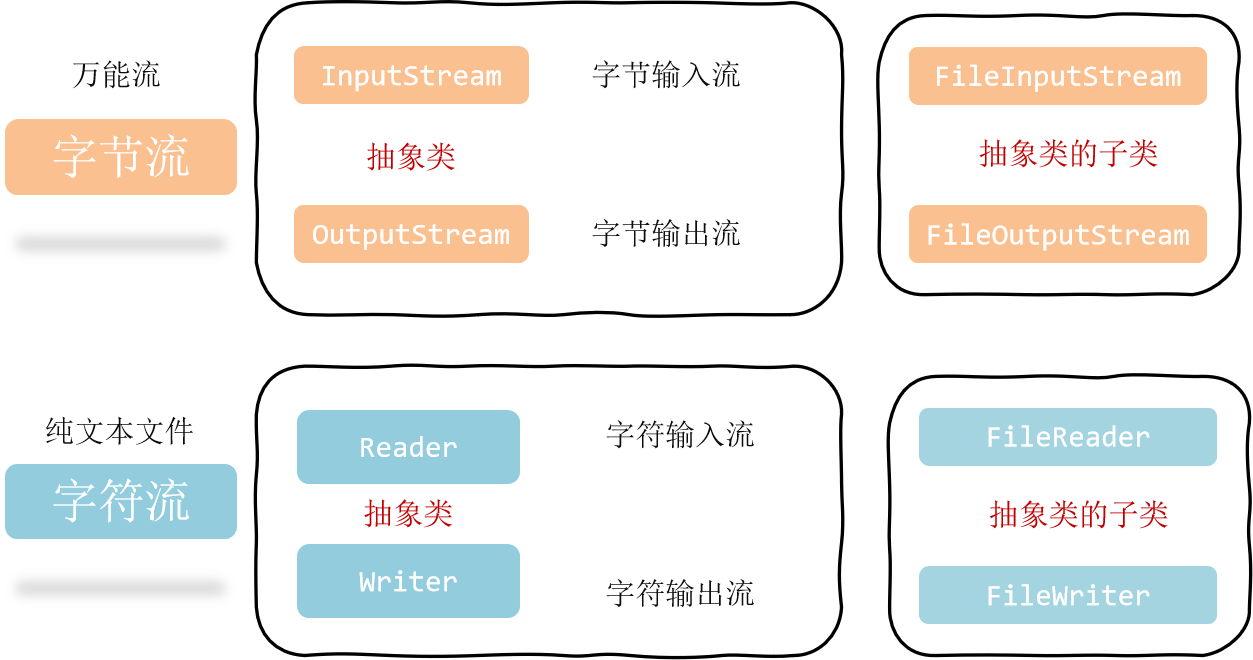 万能流
字节流
InputStream
字节输入流
抽象类
OutputStream
字节输出流
FileInputStream
抽象类的子类
FileOutputStream
纯文本文件
字符流
Reader
字符输入流
抽象类
Writer
字符输出流
FileReader
抽象类的子类
FileWriter